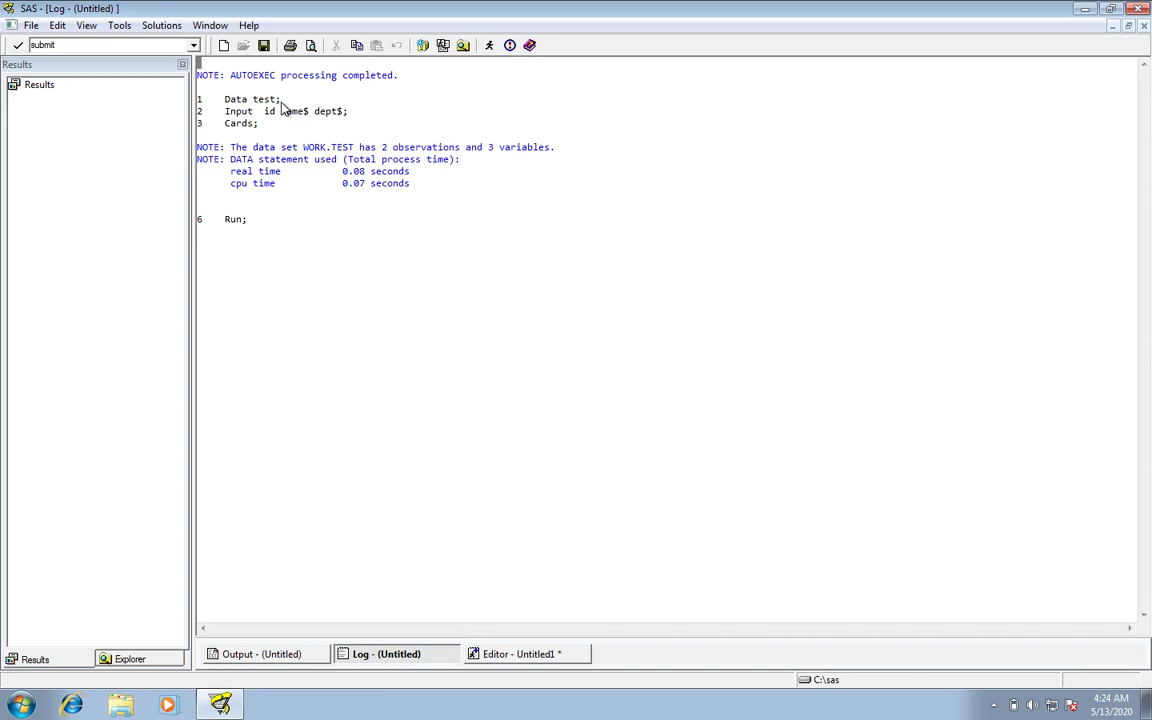 SAS - [Log - (Untitled) ]
File Edit View Tools Solutions Window Help
submit
Results
Results
NOTE: AUTOEXEC processing completed.
1 Data test;
2 Input id name$ dept$;
3 Cards;
NOTE: The data set WORK.TEST has 2 observations and 3 variables.
NOTE: DATA statement used (Total process time):
real time 0.08 seconds
cpu time 0.07 seconds
6 Run;
Results Explorer
Output - (Untitled) Log - (Untitled) Editor - Untitled1 *
C:\sas
4:24 AM
5/13/2020